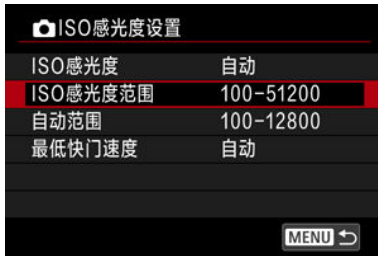 ISO感光度设置
ISO感光度 自动
ISO感光度范围 100-51200
自动范围 100-12800
最低快门速度 自动
MENU